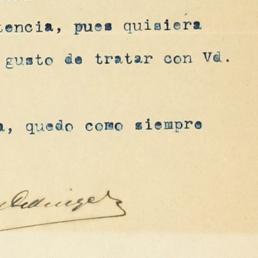 tencia, pues quisiera
gusto de tratar con Vd.
a, quedo como siempre